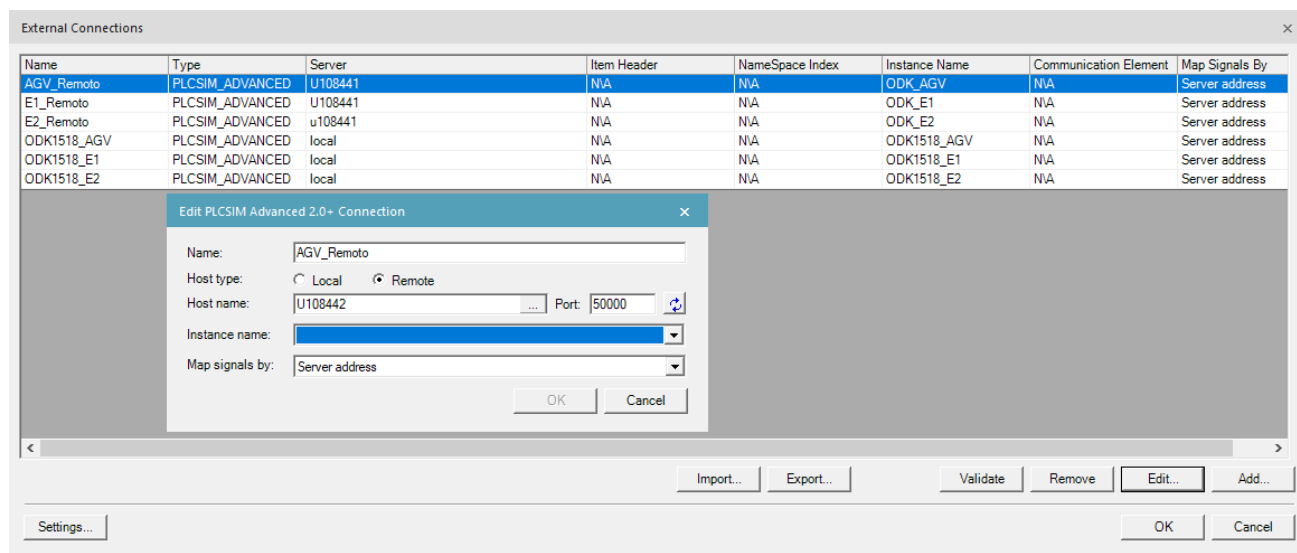 External Connections
Name Type Server Item Header NameSpace Index Instance Name Communication Element Map Signals By
AGV_Remoto PLCSIM_ADVANCED U108441 N\A N\A ODK_AGV N\A Server address
E1_Remoto PLCSIM_ADVANCED U108441 N\A N\A ODK_E1 N\A Server address
E2_Remoto PLCSIM_ADVANCED u108441 N\A N\A ODK_E2 N\A Server address
ODK1518_AGV PLCSIM_ADVANCED local N\A N\A ODK1518_AGV N\A Server address
ODK1518_E1 PLCSIM_ADVANCED local N\A N\A ODK1518_E1 N\A Server address
ODK1518_E2 PLCSIM_ADVANCED local N\A N\A ODK1518_E2 N\A Server address
Edit PLCSIM Advanced 2.0+ Connection
Name: AGV_Remoto
Host type: Local Remote
Host name: U108442 ... Port: 50000
Instance name:
Map signals by: Server address
OK Cancel
Import... Export... Validate Remove Edit... Add...
Settings... OK Cancel